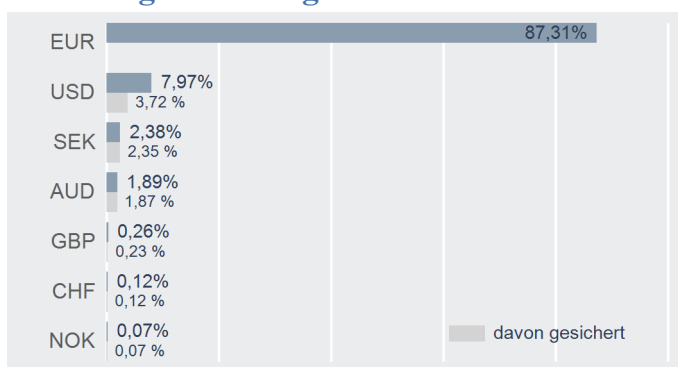 EUR 87,31%
USD 7,97%
3,72 %
SEK 2,38%
2,35 %
AUD 1,89%
1,87 %
GBP 0,26%
0,23 %
CHF 0,12%
0,12 %
NOK 0,07%
0,07 %
davon gesichert